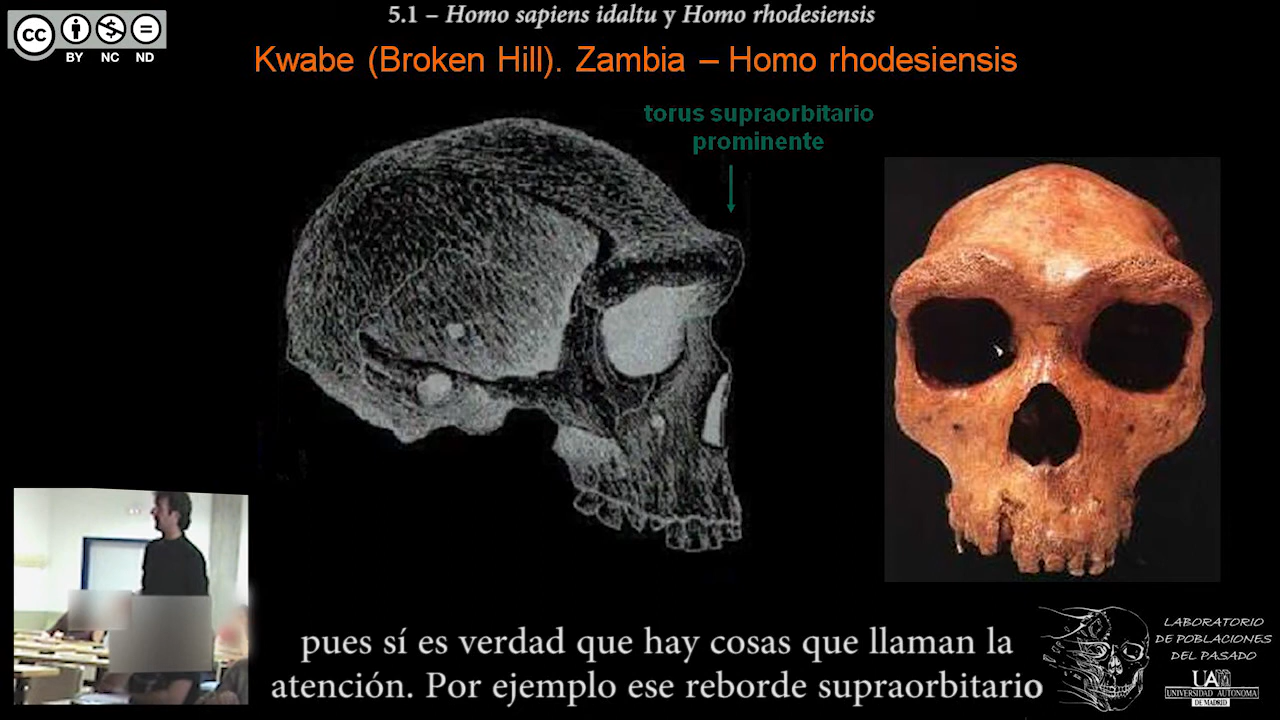 5.1 – Homo sapiens idaltu y Homo rhodesiensis
cc
BY NC ND
Kwabe (Broken Hill). Zambia – Homo rhodesiensis
torus supraorbitario
prominente
pues sí es verdad que hay cosas que llaman la
atención. Por ejemplo ese reborde supraorbitario
LABORATORIO
DE POBLACIONES
DEL PASADO
UAM
UNIVERSIDAD AUTONOMA
DE MADRID